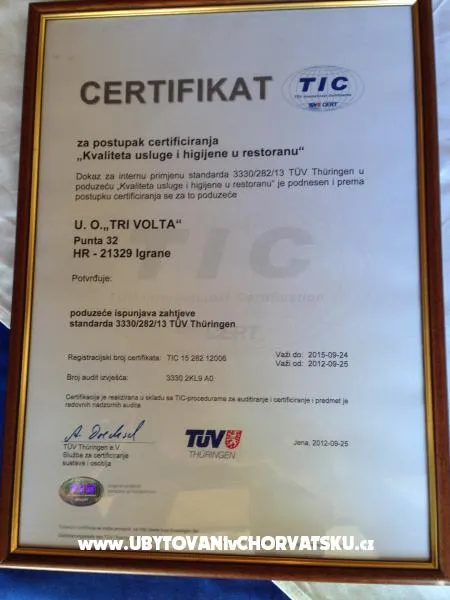 CERTIFIKAT
TIC
TÜV CERT
za postupak certificiranja
„Kvaliteta usluge i higijene u restoranu“
Dokaz za internu primjenu standarda 3330/282/13 TÜV Thüringen u
poduzeću „Kvaliteta usluge i higijene u restoranu“ je podnesen i prema
postupku certificiranja se za to poduzeće
U. O.„TRI VOLTA“
Punta 32
HR - 21329 Igrane
TIC
Potvrđuje:
poduzeće ispunjava zahtjeve
standarda 3330/282/13 TÜV Thüringen
Registracijski broj certifikata: TIC 15 282 12006
Važi do: 2015-09-24
Važi od: 2012-09-25
Broj audit izvješća: 3330 2KL9 A0
Certifikacija je realizirana u skladu sa TIC-procedurama za auditiranje i certificiranje i predmet je
redovnih nadzornih audita
TÜV Thüringen e.V.
Služba za certificiranje
sustava i osoblja
TÜV
THÜRINGEN
Jena, 2012-09-25
www.UBYTOVANIvCHORVATSKU.cz